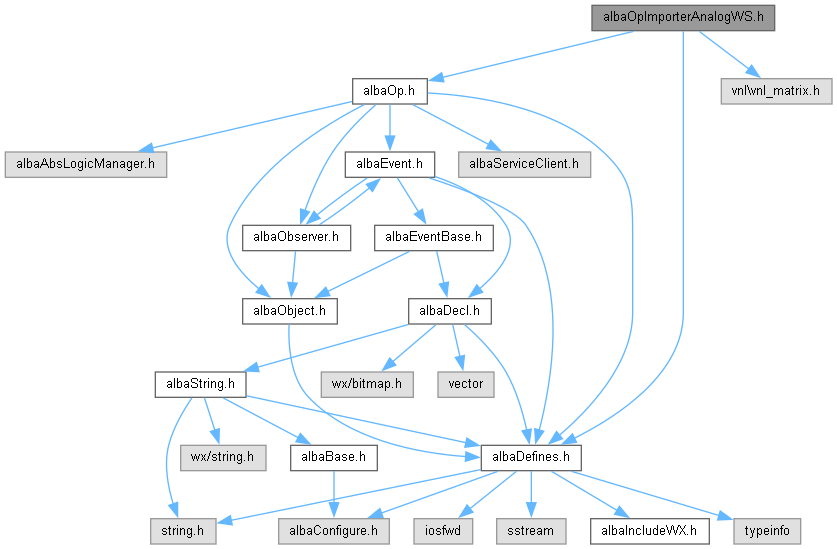 albaOpImporterAnalogWS.h
albaOp.h
vnl\vnl_matrix.h
albaAbsLogicManager.h
albaEvent.h
albaServiceClient.h
albaObserver.h
albaEventBase.h
albaObject.h
albaDecl.h
albaString.h
wx/bitmap.h
vector
wx/string.h
albaBase.h
albaDefines.h
string.h
albaConfigure.h
iosfwd
sstream
albaIncludeWX.h
typeinfo